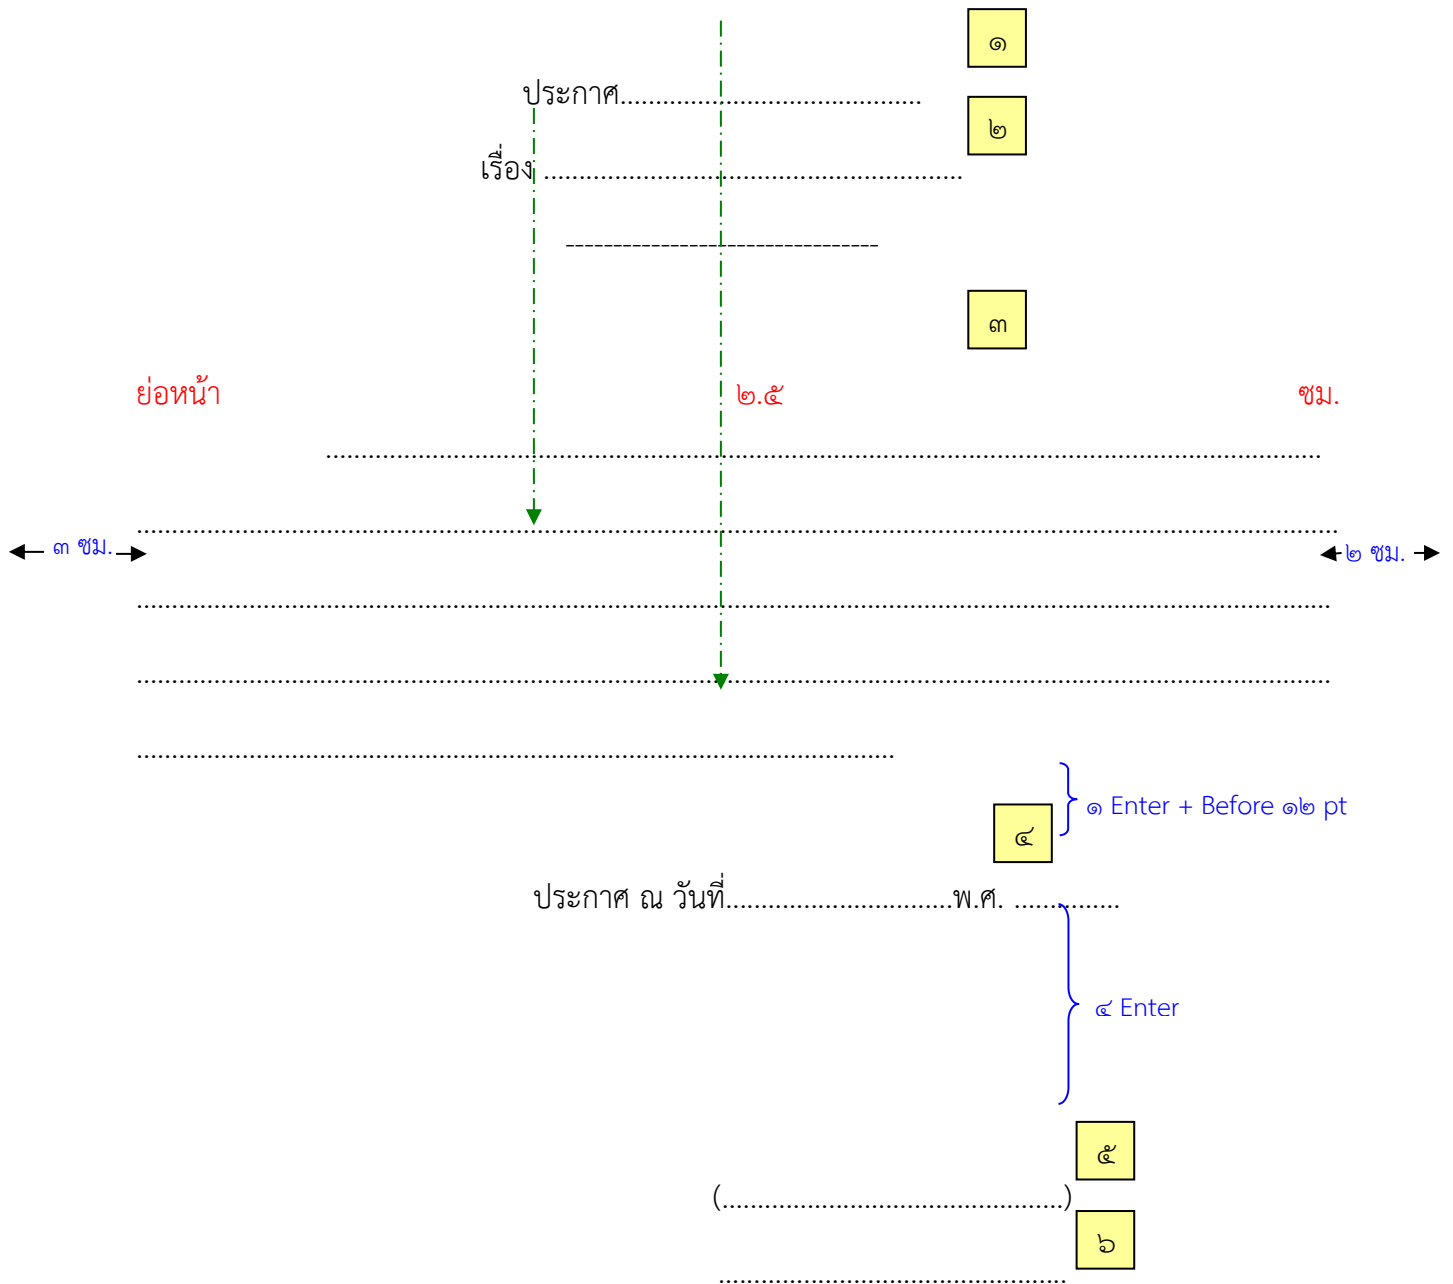 ๑
ประกาศ..........................................
๒
เรื่อง ...........................................................
---------------------------------
๓
ย่อหน้า ๒.๕ ซม.
............................................................................................................................................
.........................................................................................................................................................................
๓ ซม. ๒ ซม.
........................................................................................................................................................................
........................................................................................................................................................................
...........................................................................................................
๑ Enter + Before ๑๒ pt
๔
ประกาศ ณ วันที่................................พ.ศ. ...............
๔ Enter
๕
(................................................)
๖
.................................................